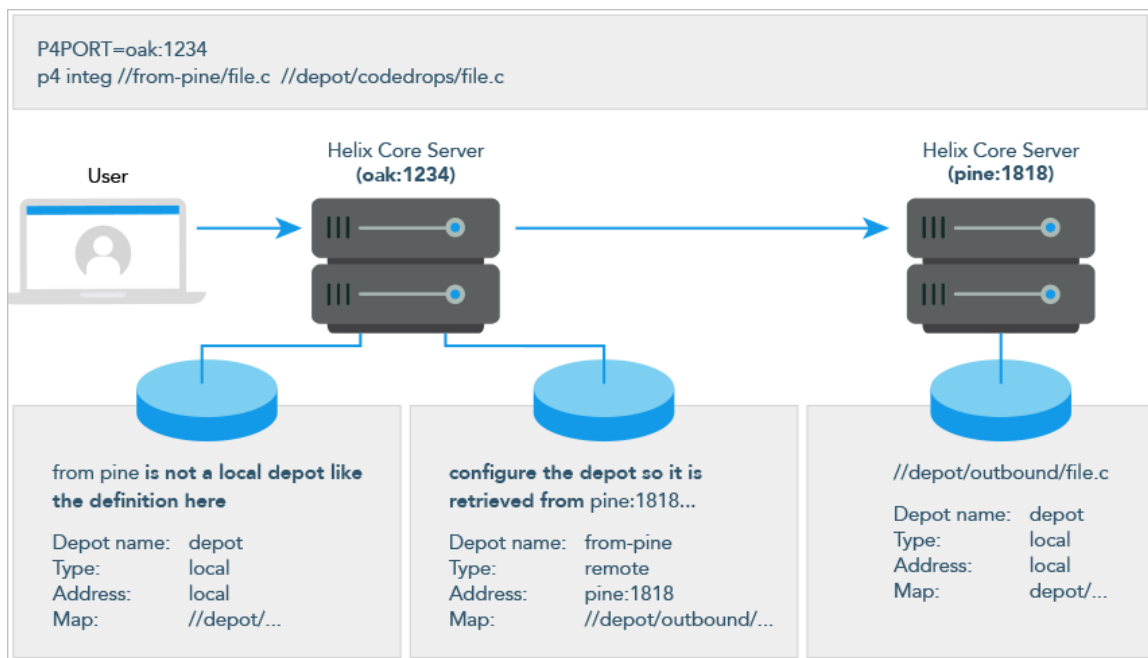 P4PORT=oak:1234
p4 integ //from-pine/file.c  //depot/codedrops/file.c
User
Helix Core Server
(oak:1234)
Helix Core Server
(pine:1818)
from pine is not a local depot like
the definition here
Depot name: depot
Type: local
Address: local
Map: //depot/...
configure the depot so it is
retrieved from pine:1818...
Depot name: from-pine
Type: remote
Address: pine:1818
Map: //depot/outbound/...
//depot/outbound/file.c
Depot name: depot
Type: local
Address: local
Map: depot/...